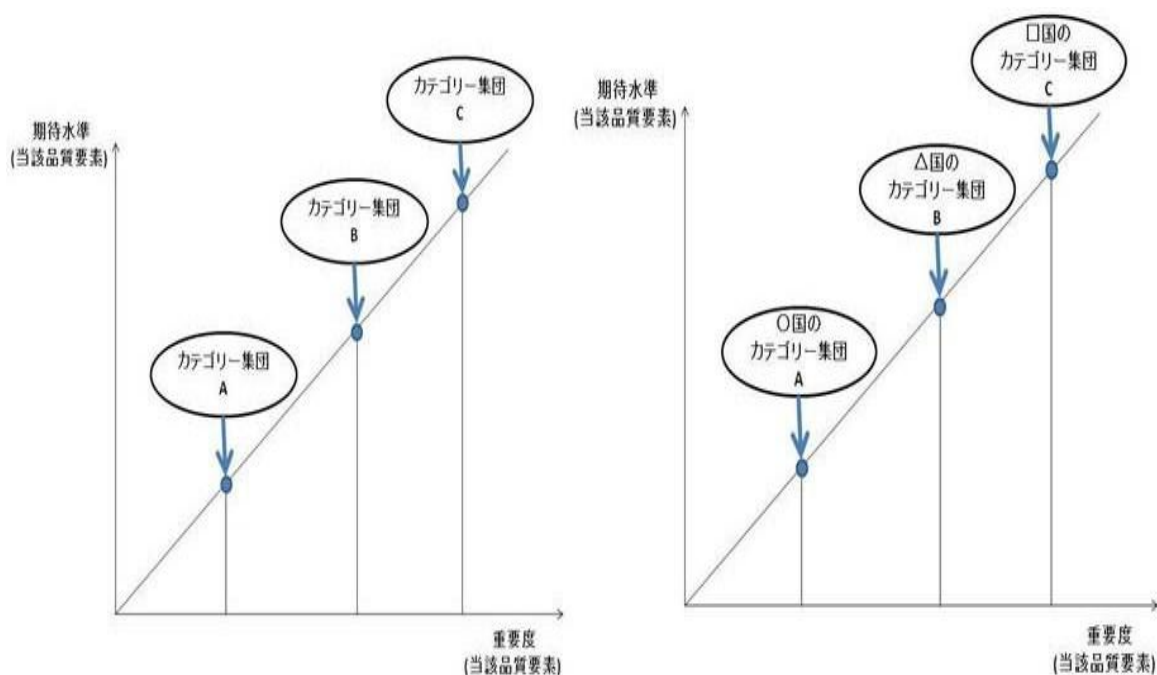 期待水準
(当該品質要素)
カテゴリー集団
C
カテゴリー集団
B
カテゴリー集団
A
重要度
(当該品質要素)
期待水準
(当該品質要素)
□国の
カテゴリー集団
C
△国の
カテゴリー集団
B
○国の
カテゴリー集団
A
重要度
(当該品質要素)